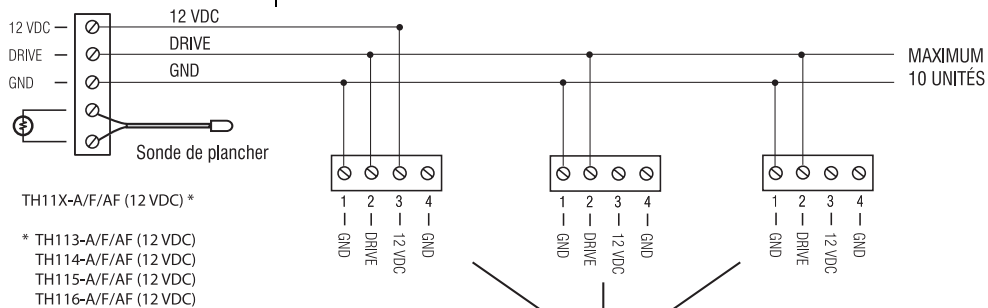 12 VDC
DRIVE
GND
12 VDC
DRIVE
GND
MAXIMUM
10 UNITÉS
Sonde de plancher
TH11X-A/F/AF (12 VDC) *
* TH113-A/F/AF (12 VDC)
TH114-A/F/AF (12 VDC)
TH115-A/F/AF (12 VDC)
TH116-A/F/AF (12 VDC)
1 2 3 4
GND DRIVE 12 VDC GND
1 2 3 4
GND DRIVE 12 VDC GND
1 2 3 4
GND DRIVE 12 VDC GND